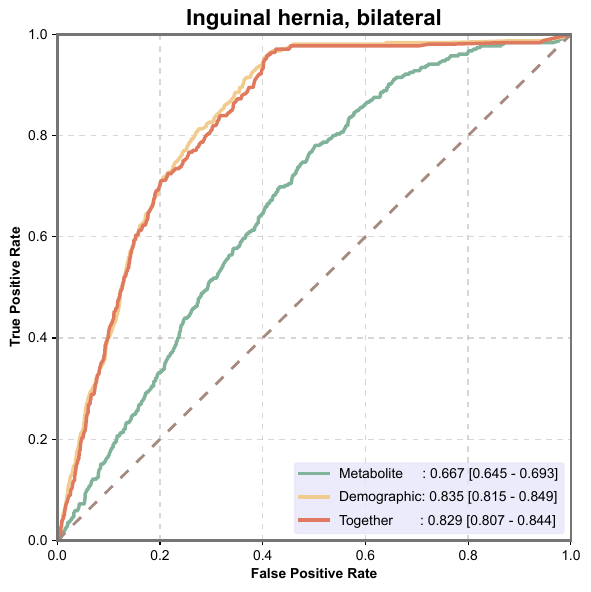 Inguinal hernia, bilateral
True Positive Rate
1.0
0.8
0.6
0.4
0.2
0.0
Metabolite : 0.667 [0.645 - 0.693]
Demographic: 0.835 [0.815 - 0.849]
Together : 0.829 [0.807 - 0.844]
0.0 0.2 0.4 0.6 0.8 1.0
False Positive Rate